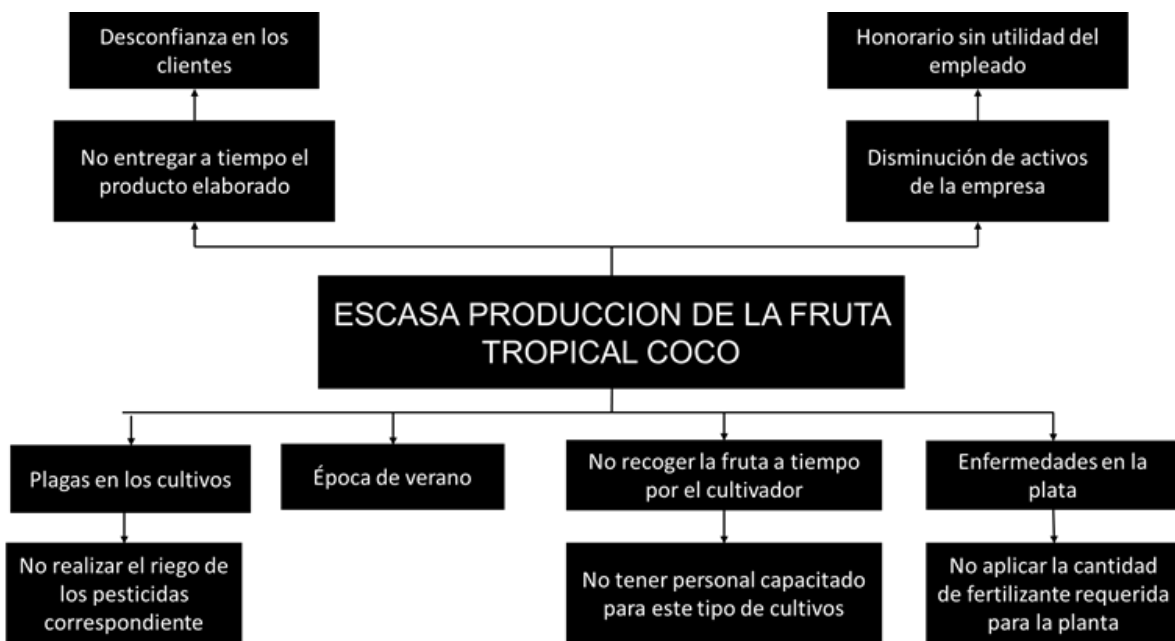 Desconfianza en los
clientes
Honorario sin utilidad del
empleado
No entregar a tiempo el
producto elaborado
Disminución de activos
de la empresa
ESCASA PRODUCCION DE LA FRUTA
TROPICAL COCO
Plagas en los cultivos
Época de verano
No recoger la fruta a tiempo
por el cultivador
Enfermedades en la
plata
No realizar el riego de
los pesticidas
correspondiente
No tener personal capacitado
para este tipo de cultivos
No aplicar la cantidad
de fertilizante requerida
para la planta